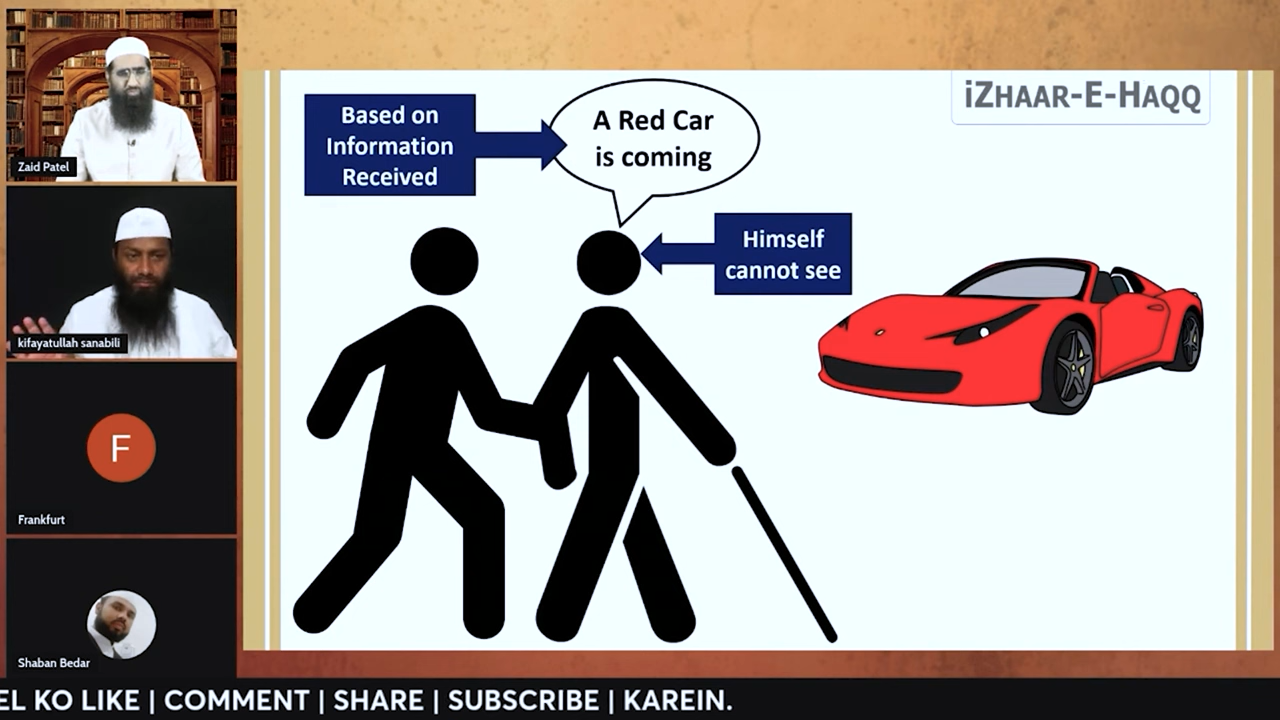 Zaid Patel
kifayatullah sanabili
F
Frankfurt
Shaban Bedar
Based on
Information
Received
A Red Car
is coming
iZHAAR-E-HAQQ
Himself
cannot see
EL KO LIKE | COMMENT | SHARE | SUBSCRIBE | KAREIN.